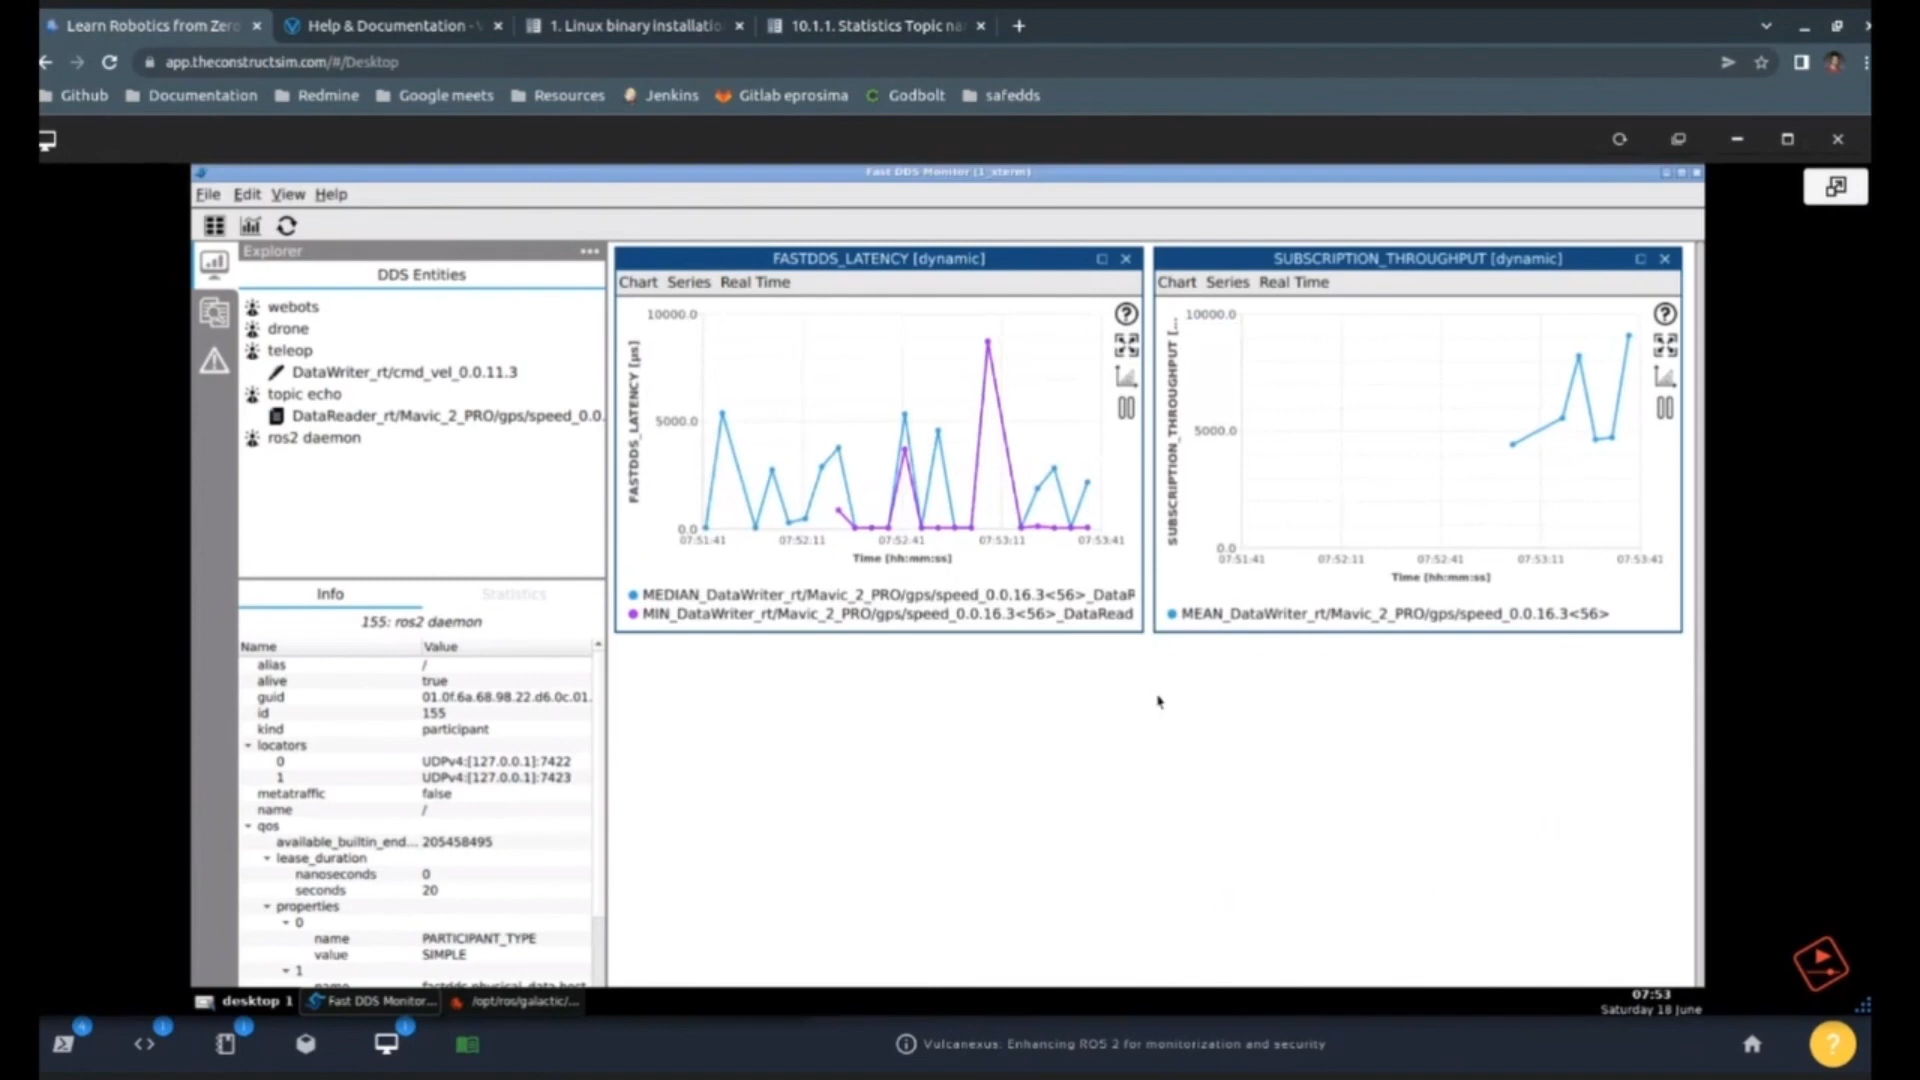 Learn Robotics from Zero
Help & Documentation -
1. Linux binary installatio
10.1.1. Statistics Topic na
app.theconstructsim.com/#/Desktop
Github
Documentation
Redmine
Google meets
Resources
Jenkins
Gitlab eprosima
Godbolt
safedds
Fast DDS Monitor (1_xterm)
File Edit View Help
Explorer
DDS Entities
webots
drone
teleop
DataWriter_rt/cmd_vel_0.0.11.3
topic echo
DataReader_rt/Mavic_2_PRO/gps/speed_0.0.
ros2 daemon
Info
Statistics
155: ros2 daemon
Name Value
alias /
alive true
guid 01.0f.6a.68.98.22.d6.0c.01.
id 155
kind participant
locators
0 UDPv4:[127.0.0.1]:7422
1 UDPv4:[127.0.0.1]:7423
metatraffic false
name /
qos
available_builtin_end... 205458495
lease_duration
nanoseconds 0
seconds 20
properties
0
name PARTICIPANT_TYPE
value SIMPLE
1
FASTDDS_LATENCY [dynamic]
Chart Series Real Time
FASTDDS_LATENCY [µs]
10000.0
5000.0
0.0
07:51:41 07:52:11 07:52:41 07:53:11 07:53:41
Time [hh:mm:ss]
MEDIAN_DataWriter_rt/Mavic_2_PRO/gps/speed_0.0.16.3<56>_DataR
MIN_DataWriter_rt/Mavic_2_PRO/gps/speed_0.0.16.3<56>_DataRead
SUBSCRIPTION_THROUGHPUT [dynamic]
Chart Series Real Time
SUBSCRIPTION_THROUGHPUT [...
10000.0
5000.0
0.0
07:51:41 07:52:11 07:52:41 07:53:11 07:53:41
Time [hh:mm:ss]
MEAN_DataWriter_rt/Mavic_2_PRO/gps/speed_0.0.16.3<56>
desktop 1
Fast DDS Monitor...
/opt/ros/galactic/...
07:53
Saturday 18 June
4
1
1
1
Vulcanexus: Enhancing ROS 2 for monitorization and security
?